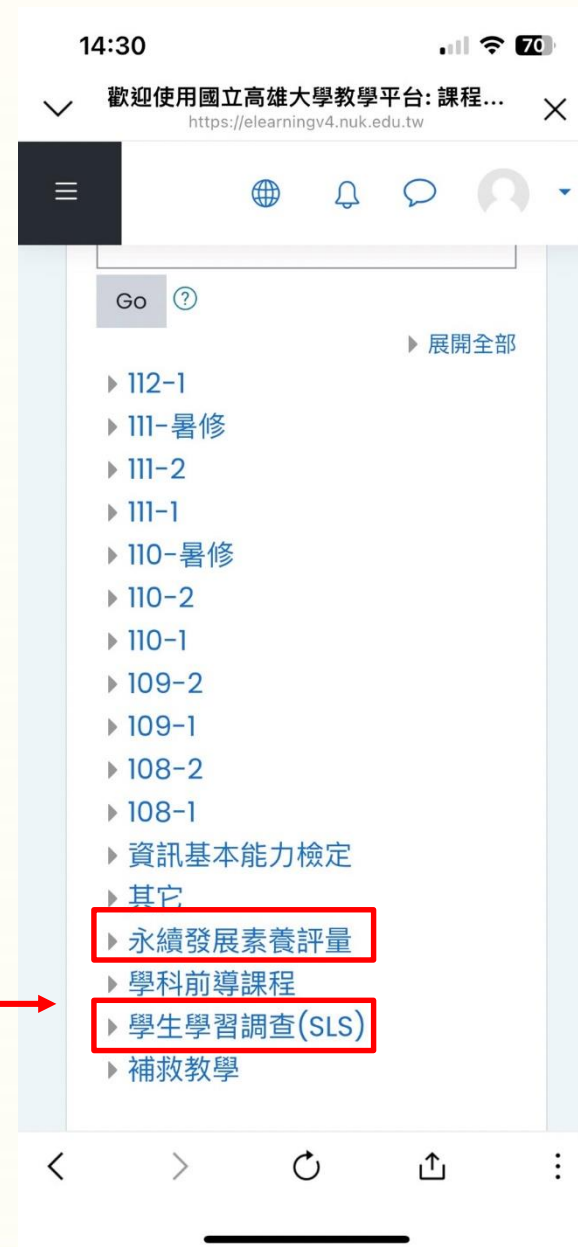 14:30
70
歡迎使用國立高雄大學教學平台: 課程...
https://elearningv4.nuk.edu.tw
Go
展開全部
112-1
111-暑修
111-2
111-1
110-暑修
110-2
110-1
109-2
109-1
108-2
108-1
資訊基本能力檢定
其它
永續發展素養評量
學科前導課程
學生學習調查(SLS)
補救教學